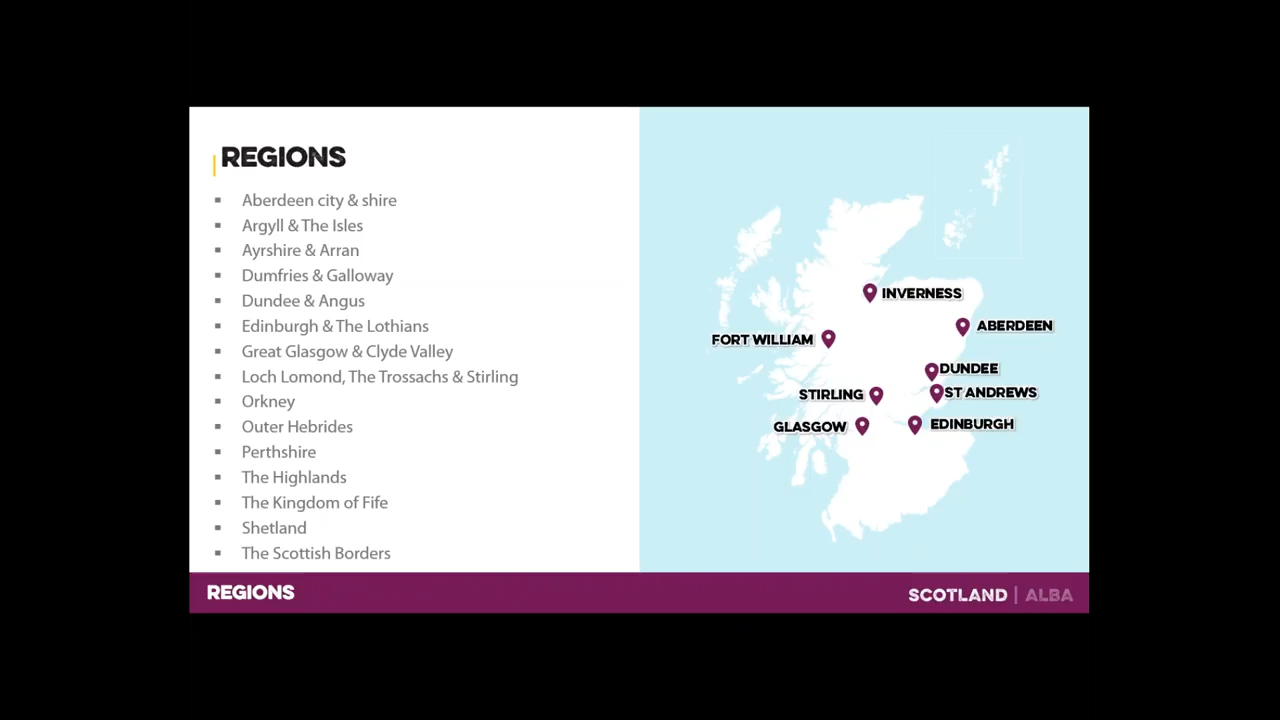 REGIONS
▪ Aberdeen city & shire
▪ Argyll & The Isles
▪ Ayrshire & Arran
▪ Dumfries & Galloway
▪ Dundee & Angus
▪ Edinburgh & The Lothians
▪ Great Glasgow & Clyde Valley
▪ Loch Lomond, The Trossachs & Stirling
▪ Orkney
▪ Outer Hebrides
▪ Perthshire
▪ The Highlands
▪ The Kingdom of Fife
▪ Shetland
▪ The Scottish Borders
INVERNESS
ABERDEEN
FORT WILLIAM
DUNDEE
STIRLING
ST ANDREWS
GLASGOW
EDINBURGH
REGIONS
SCOTLAND | ALBA